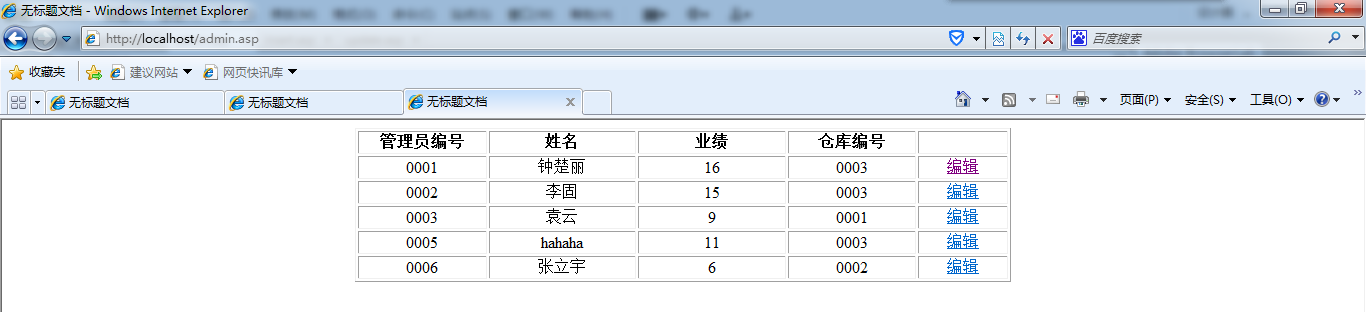 无标题文档 - Windows Internet Explorer
http://localhost/admin.asp
百度搜索
收藏夹 建议网站 网页快讯库
无标题文档 无标题文档 无标题文档 页面(P) 安全(S) 工具(O)
管理员编号 姓名 业绩 仓库编号
0001 钟楚丽 16 0003 编辑
0002 李固 15 0003 编辑
0003 袁云 9 0001 编辑
0005 hahaha 11 0003 编辑
0006 张立宇 6 0002 编辑